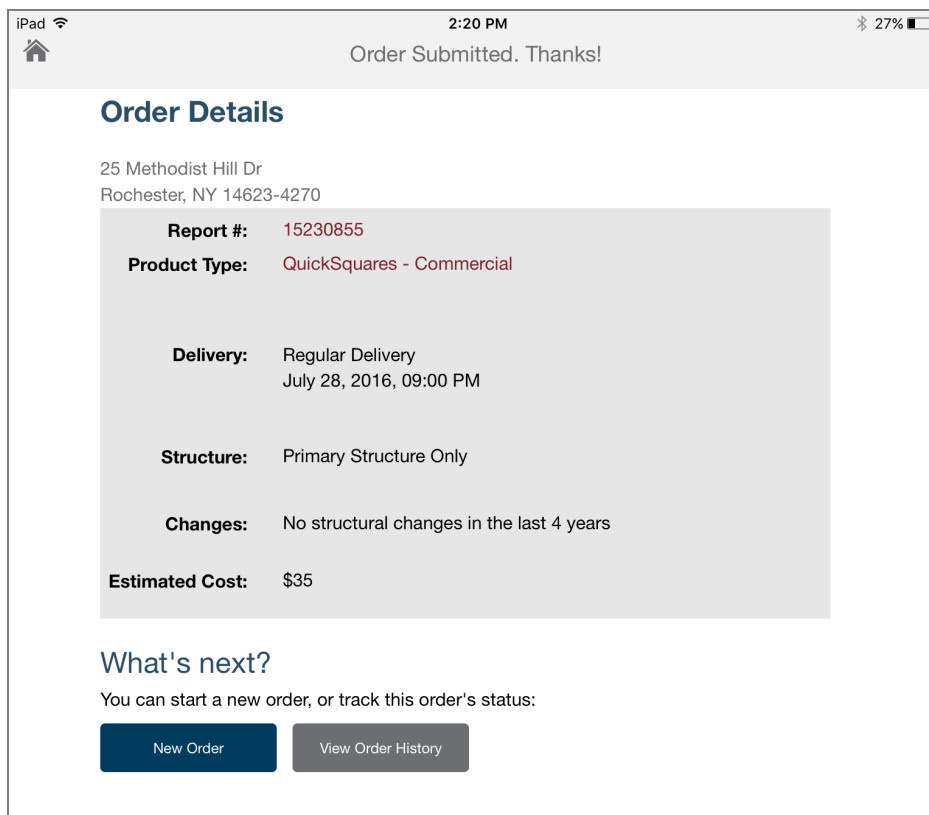 iPad 2:20 PM 27%
Order Submitted. Thanks!
Order Details
25 Methodist Hill Dr
Rochester, NY 14623-4270
Report #: 15230855
Product Type: QuickSquares - Commercial
Delivery: Regular Delivery
July 28, 2016, 09:00 PM
Structure: Primary Structure Only
Changes: No structural changes in the last 4 years
Estimated Cost: $35
What's next?
You can start a new order, or track this order's status:
New Order View Order History